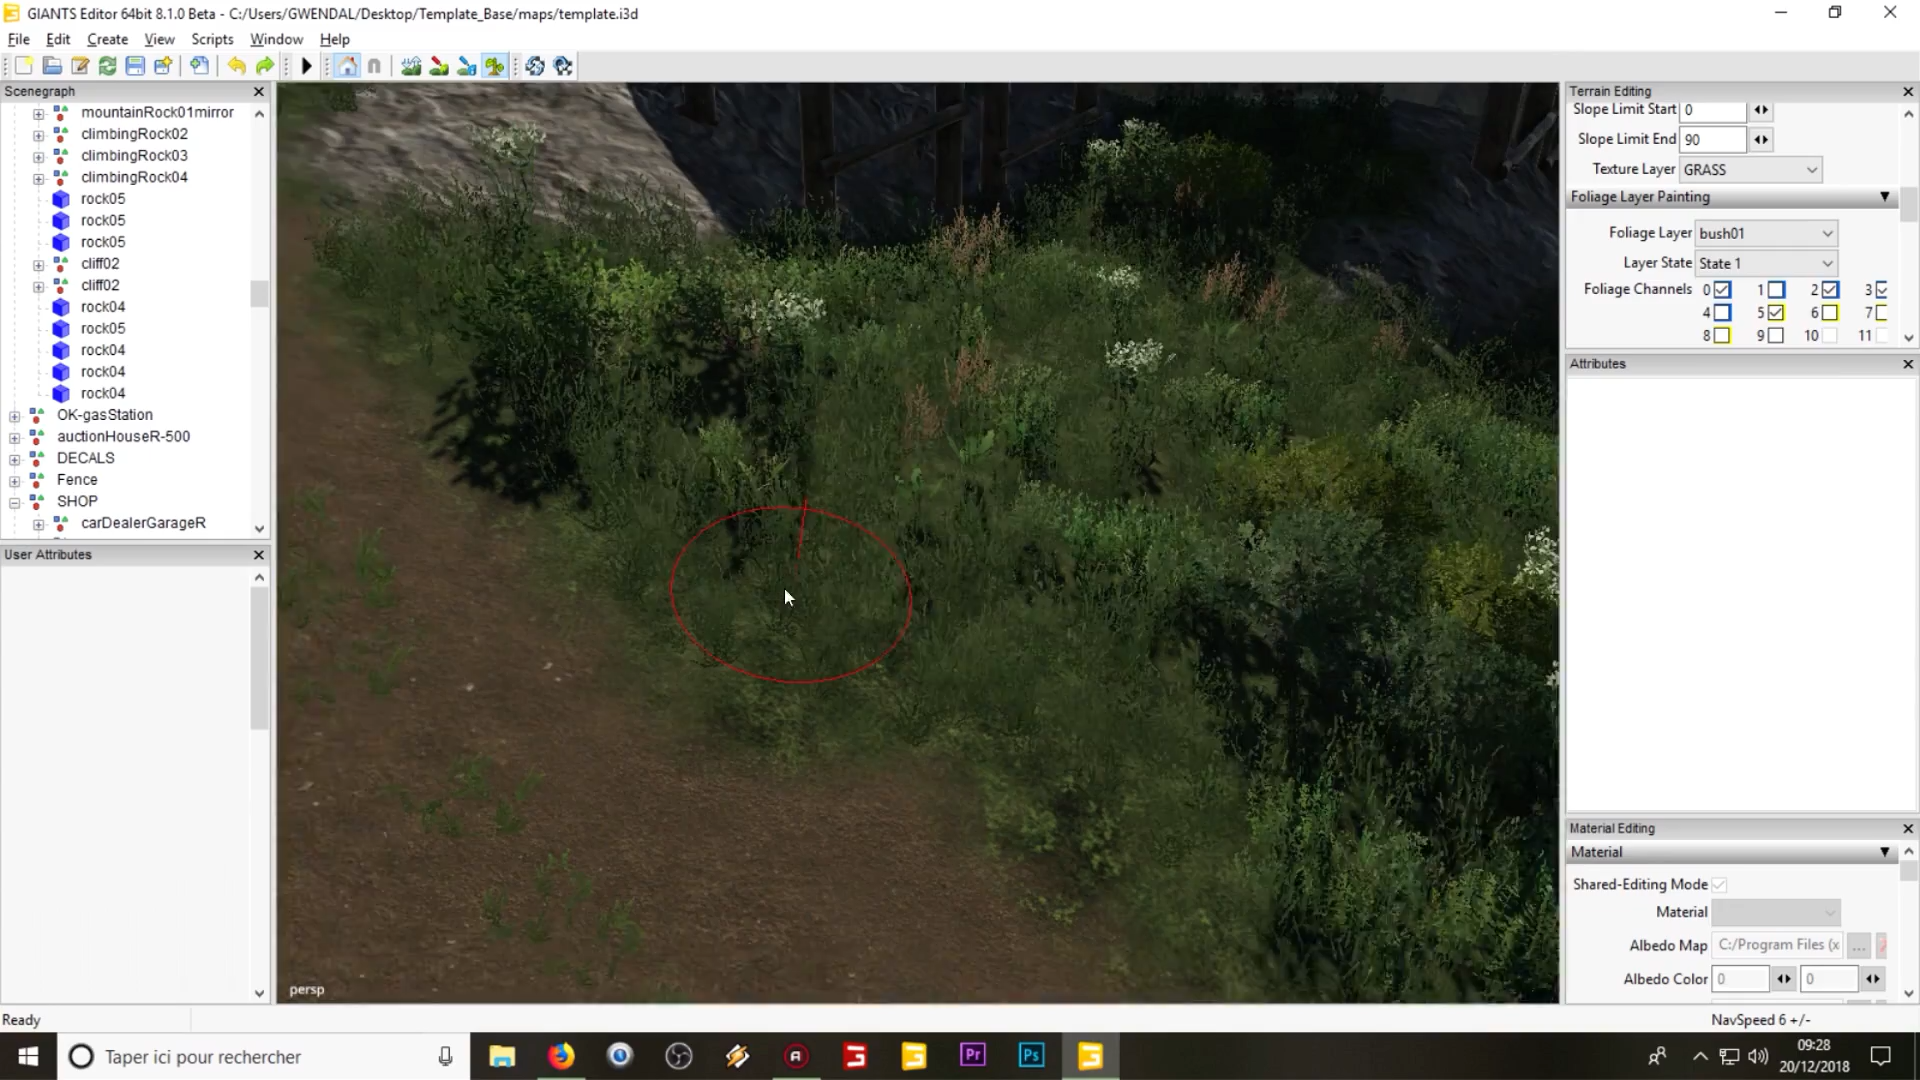 GIANTS Editor 64bit 8.1.0 Beta - C:/Users/GWENDAL/Desktop/Template_Base/maps/template.i3d
File Edit Create View Scripts Window Help
Scenegraph
mountainRock01mirror
climbingRock02
climbingRock03
climbingRock04
rock05
rock05
rock05
cliff02
cliff02
rock04
rock05
rock04
rock04
rock04
OK-gasStation
auctionHouseR-500
DECALS
Fence
SHOP
carDealerGarageR
User Attributes
persp
Terrain Editing
Slope Limit Start 0
Slope Limit End 90
Texture Layer GRASS
Foliage Layer Painting
Foliage Layer bush01
Layer State State 1
Foliage Channels 0 1 2 3
4 5 6 7
8 9 10 11
Attributes
Material Editing
Material
Shared-Editing Mode
Material
Albedo Map C:/Program Files (x ...
Albedo Color 0 0
Ready
NavSpeed 6 +/-
Taper ici pour rechercher
Pr
Ps
09:28
20/12/2018